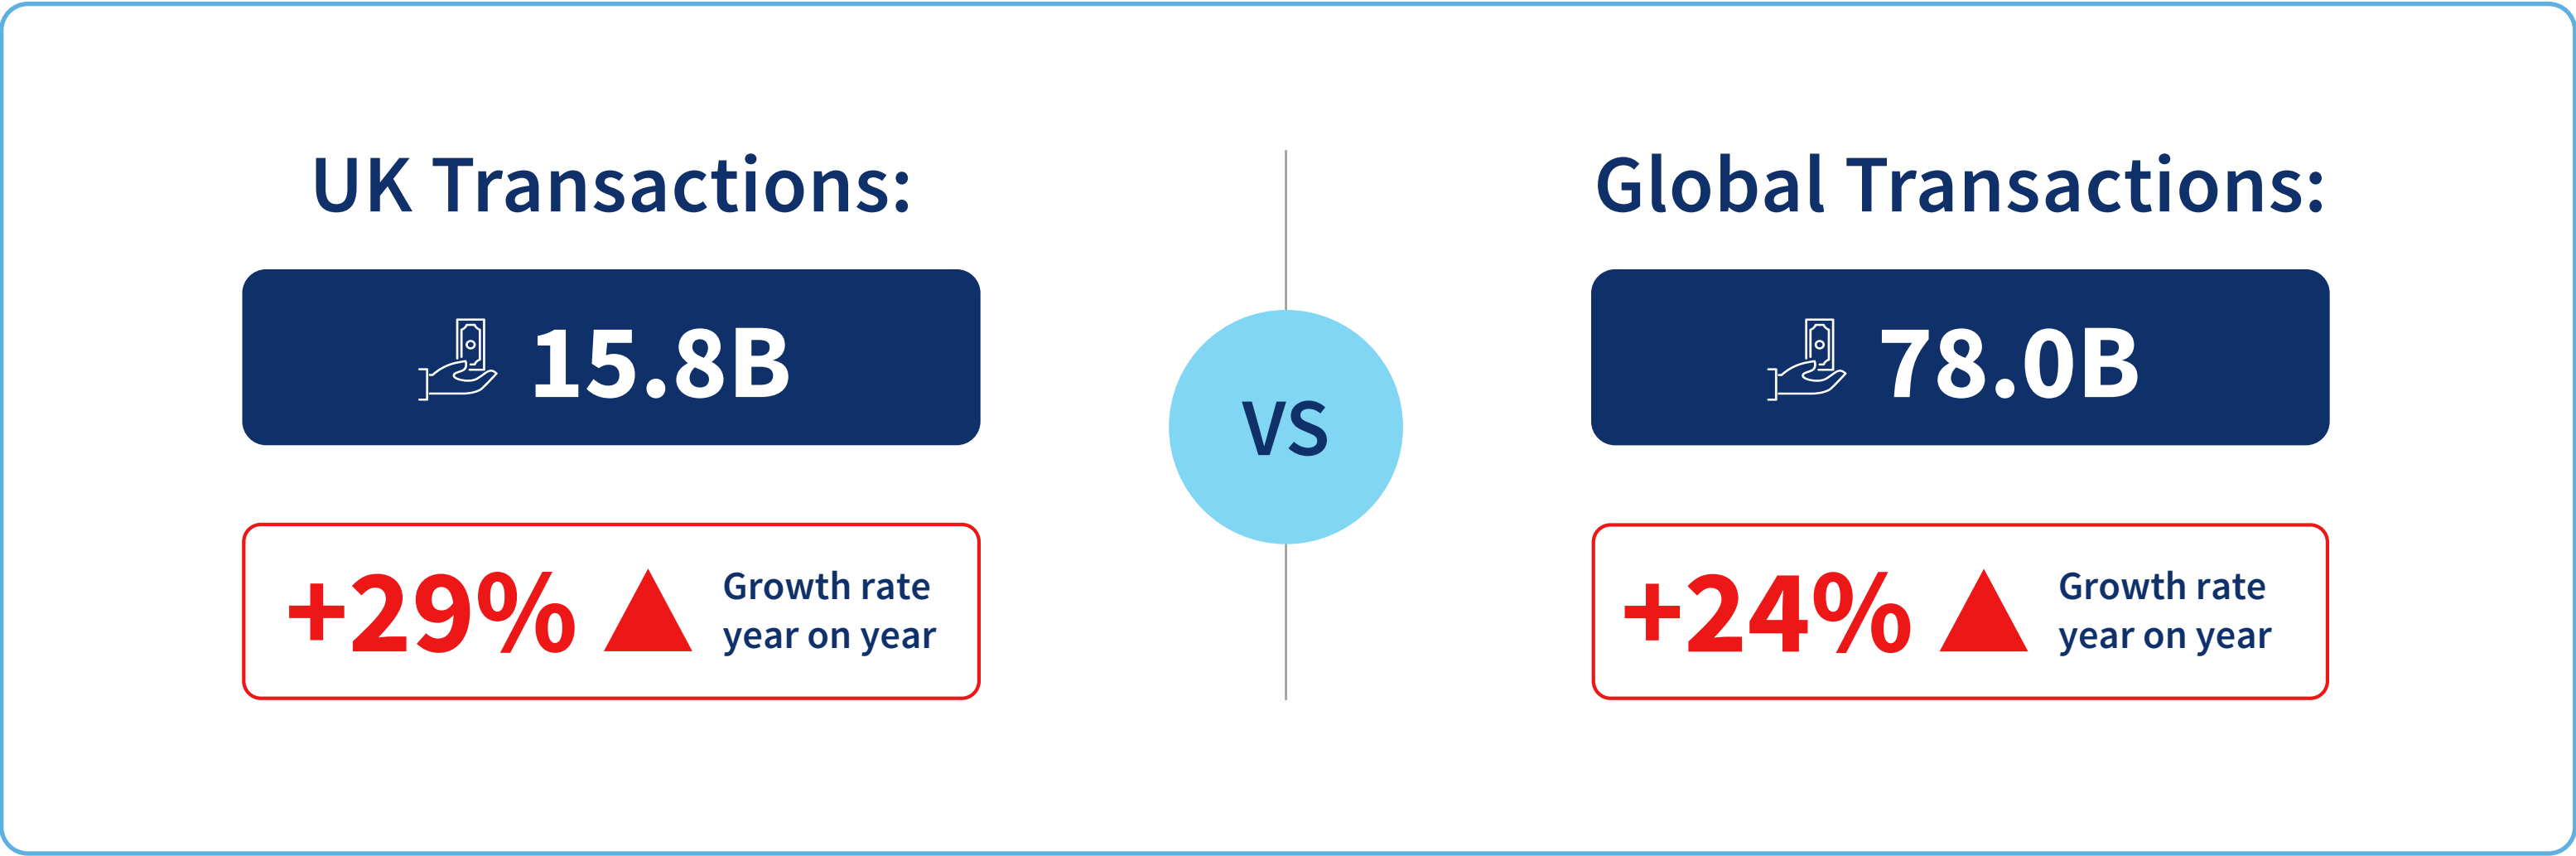 UK Transactions:
15.8B
+29%
Growth rate
year on year
VS
Global Transactions:
78.0B
+24%
Growth rate
year on year